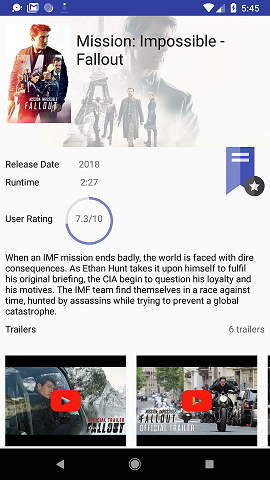 5:45
Mission: Impossible -
Fallout
MISSION: IMPOSSIBLE
FALLOUT
Release Date 2018
Runtime 2:27
User Rating 7.3/10
When an IMF mission ends badly, the world is faced with dire
consequences. As Ethan Hunt takes it upon himself to fulfil
his original briefing, the CIA begin to question his loyalty and
his motives. The IMF team find themselves in a race against
time, hunted by assassins while trying to prevent a global
catastrophe.
Trailers 6 trailers
OFFICIAL TRAILER
FALLOUT
MISSION: IMPOSSIBLE
FALLOUT
OFFICIAL TRAILER